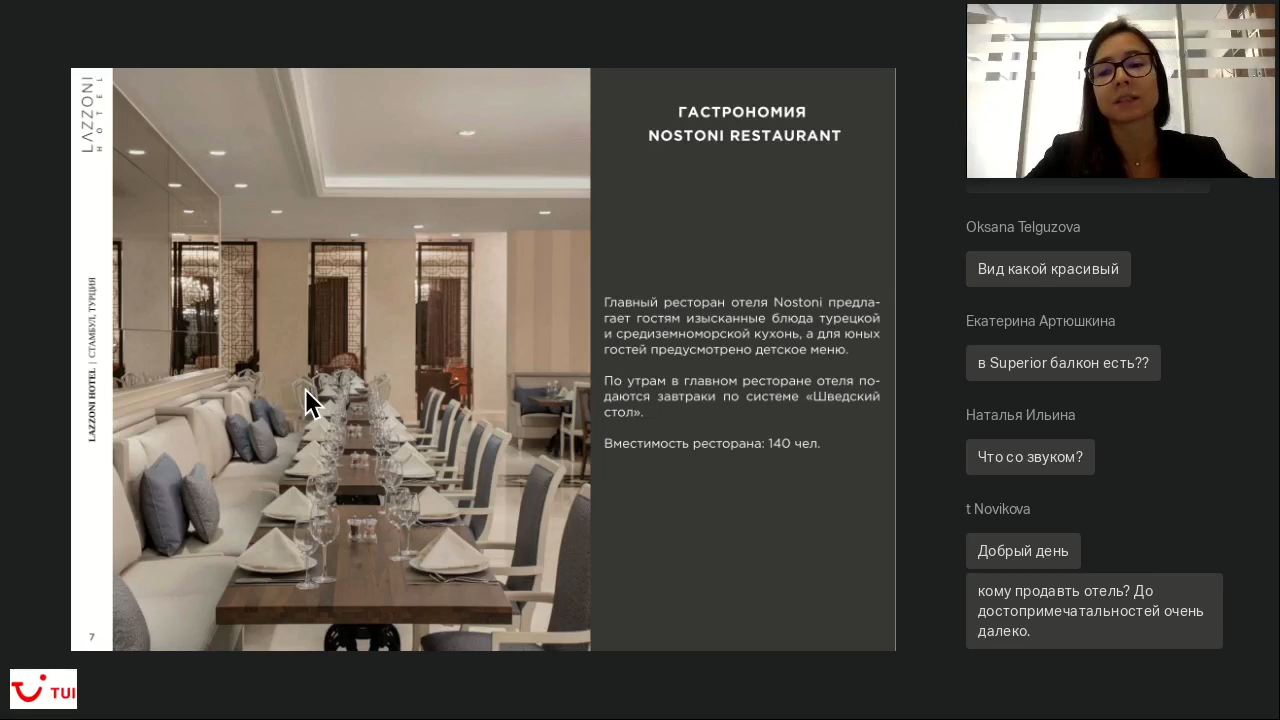 LAZZONI
HOTEL
LAZZONI HOTEL | СТАМБУЛ, ТУРЦИЯ
7
ГАСТРОНОМИЯ
NOSTONI RESTAURANT
Главный ресторан отеля Nostoni предла-
гает гостям изысканные блюда турецкой
и средиземноморской кухонь, а для юных
гостей предусмотрено детское меню.
По утрам в главном ресторане отеля по-
даются завтраки по системе «Шведский
стол».
Вместимость ресторана: 140 чел.
TUI
Oksana Telguzova
Вид какой красивый
Екатерина Артюшкина
в Superior балкон есть??
Наталья Ильина
Что со звуком?
t Novikova
Добрый день
кому продавть отель? До
достопримечатальностей очень
далеко.